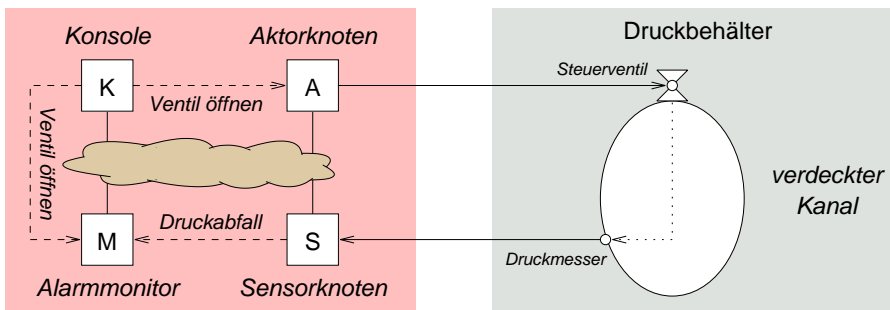 Konsole
Aktorknoten
Druckbehälter
Steuerventil
K
A
Ventil öffnen
Ventil öffnen
verdeckter
Kanal
Druckabfall
M
S
Druckmesser
Alarmmonitor
Sensorknoten